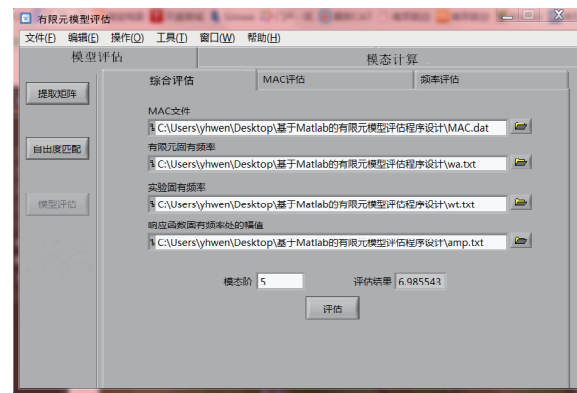 有限元模型评估
文件(F) 编辑(E) 操作(O) 工具(T) 窗口(W) 帮助(H)
模型评估 模态计算
综合评估 MAC评估 频率评估
提取矩阵
MAC文件
C:\Users\yhwen\Desktop\基于Matlab的有限元模型评估程序设计\MAC.dat
自由度匹配
有限元固有
频率
C:\Users\yhwen\Desktop\基于Matlab的有限元模型评估程序设计\wa.txt
实验固有频
率
模型评估
C:\Users\yhwen\Desktop\基于Matlab的有限元模型评估程序设计\wt.txt
响应函数固有频率处的幅
值
C:\Users\yhwen\Desktop\基于Matlab的有限元模型评估程序设计\amp.txt
模态阶 5 评估结果 6.985543
评估